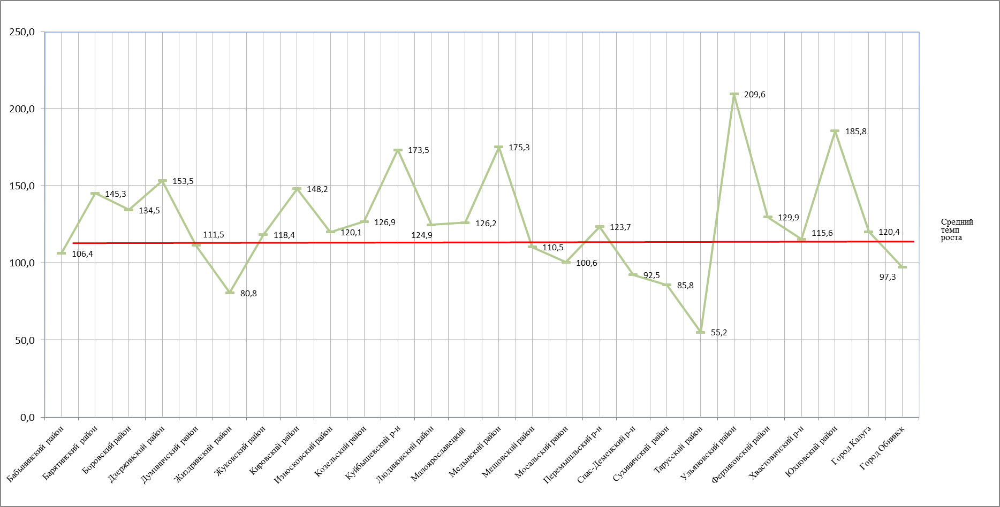 250,0
200,0
150,0
100,0
50,0
0,0
106,4
145,3
134,5
153,5
111,5
80,8
118,4
148,2
120,1
126,9
173,5
124,9
126,2
175,3
110,5
100,6
123,7
92,5
85,8
55,2
209,6
129,9
115,6
185,8
120,4
97,3
Средний
темп
роста
Бабынинский район
Барятинский район
Боровский район
Дзержинский район
Думиничский район
Жиздринский район
Жуковский район
Кировский район
Износковский район
Козельский район
Куйбышевский р-н
Людиновский район
Малоярославецкий
Медынский район
Мещовский район
Мосальский район
Перемышльский р-н
Спас-Деменский р-н
Сухиничский район
Тарусский район
Ульяновский район
Ферзиковский район
Хвастовичский р-н
Юхновский район
Город Калуга
Город Обнинск